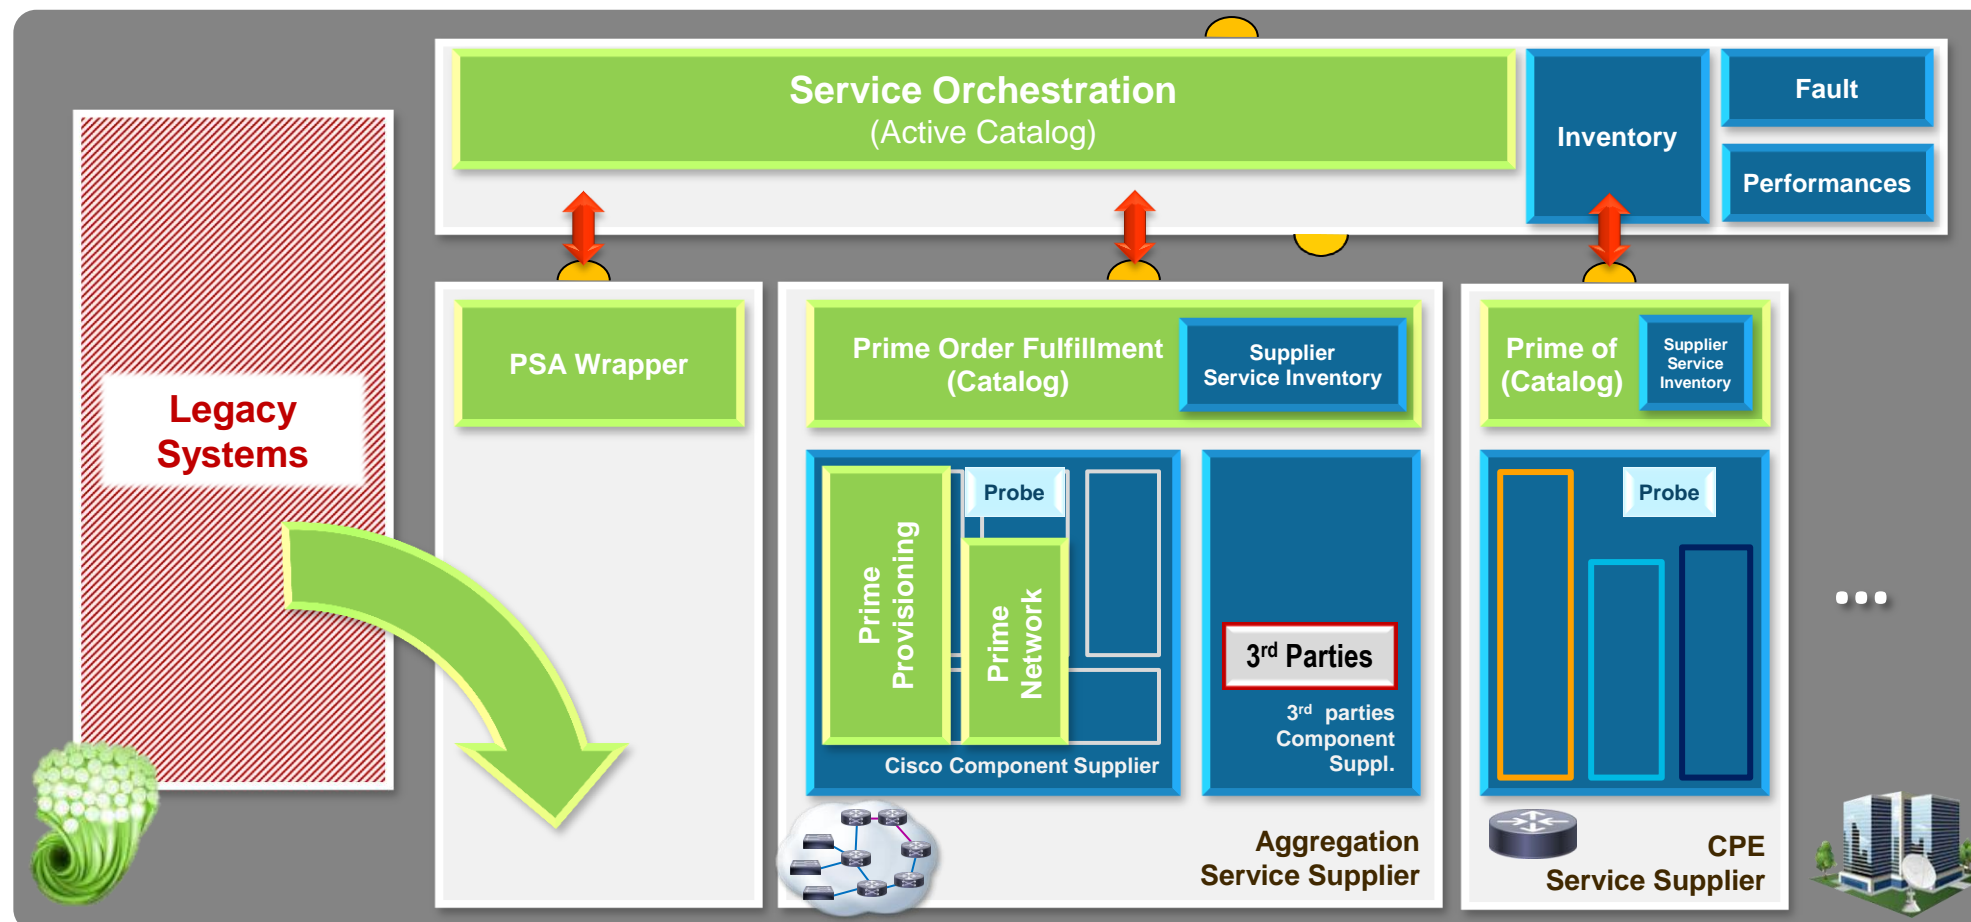 Service Orchestration
(Active Catalog)
Inventory
Fault
Performances
Legacy
Systems
PSA Wrapper
Prime Order Fulfillment
(Catalog)
Supplier
Service Inventory
Prime of
(Catalog)
Supplier
Service
Inventory
Prime
Provisioning
Probe
Prime
Network
Cisco Component Supplier
3rd Parties
3rd parties
Component
Suppl.
Probe
...
Aggregation
Service Supplier
CPE
Service Supplier